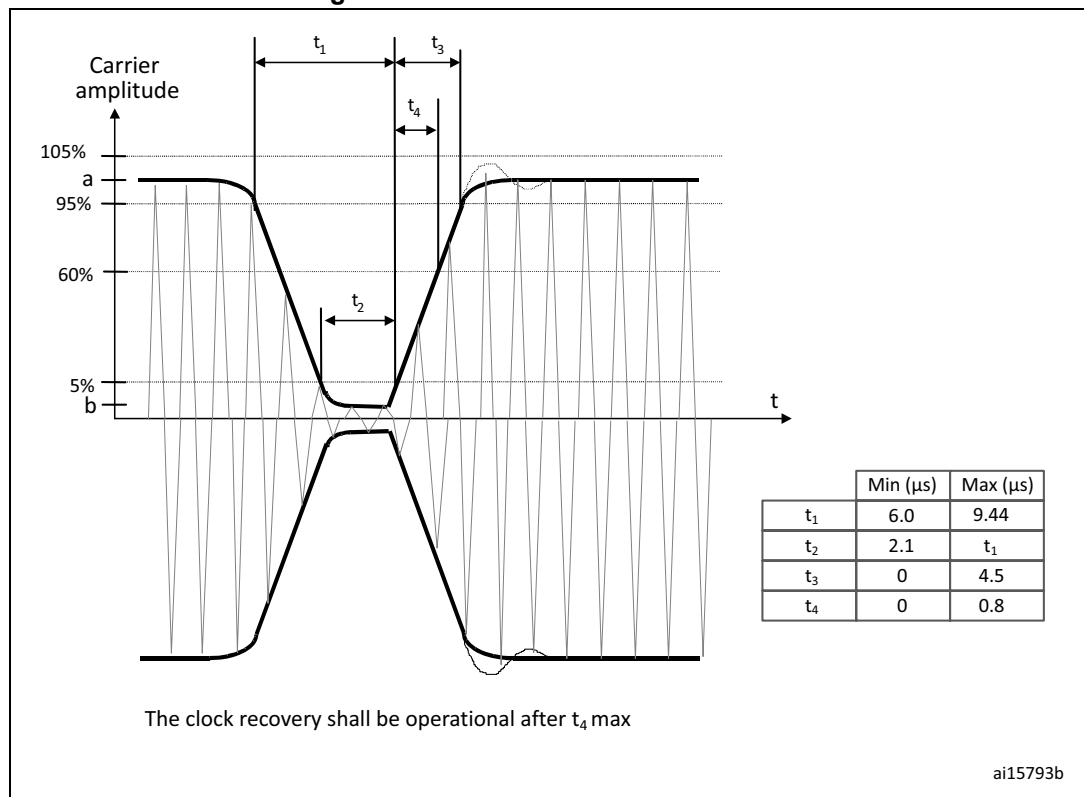 g
t1
t3
Carrier
amplitude
t4
105%
a
95%
60%
t2
5%
b
t
Min (µs) Max (µs)
t1 6.0 9.44
t2 2.1 t1
t3 0 4.5
t4 0 0.8
The clock recovery shall be operational after t4 max
ai15793b